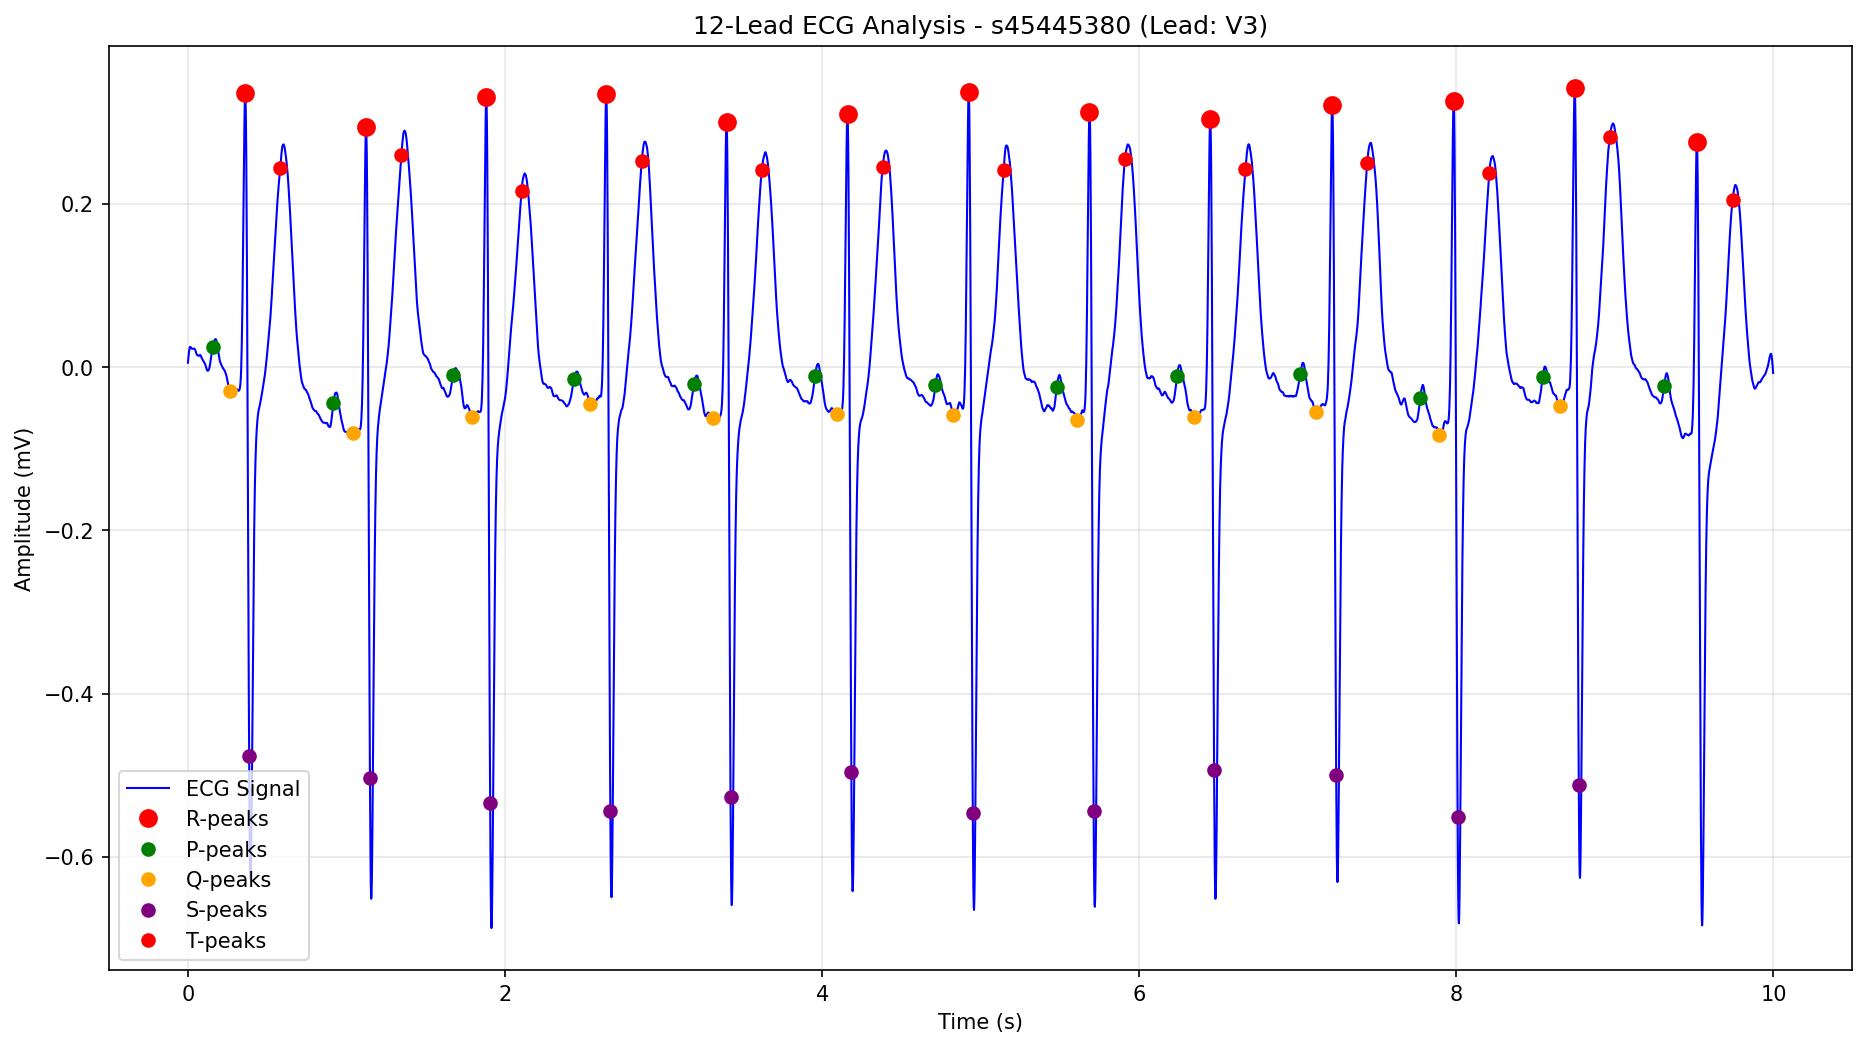 12-Lead ECG Analysis - s45445380 (Lead: V3)
Amplitude (mV)
0.2
0.0
−0.2
−0.4
−0.6
ECG Signal
R-peaks
P-peaks
Q-peaks
S-peaks
T-peaks
0 2 4 6 8 10
Time (s)